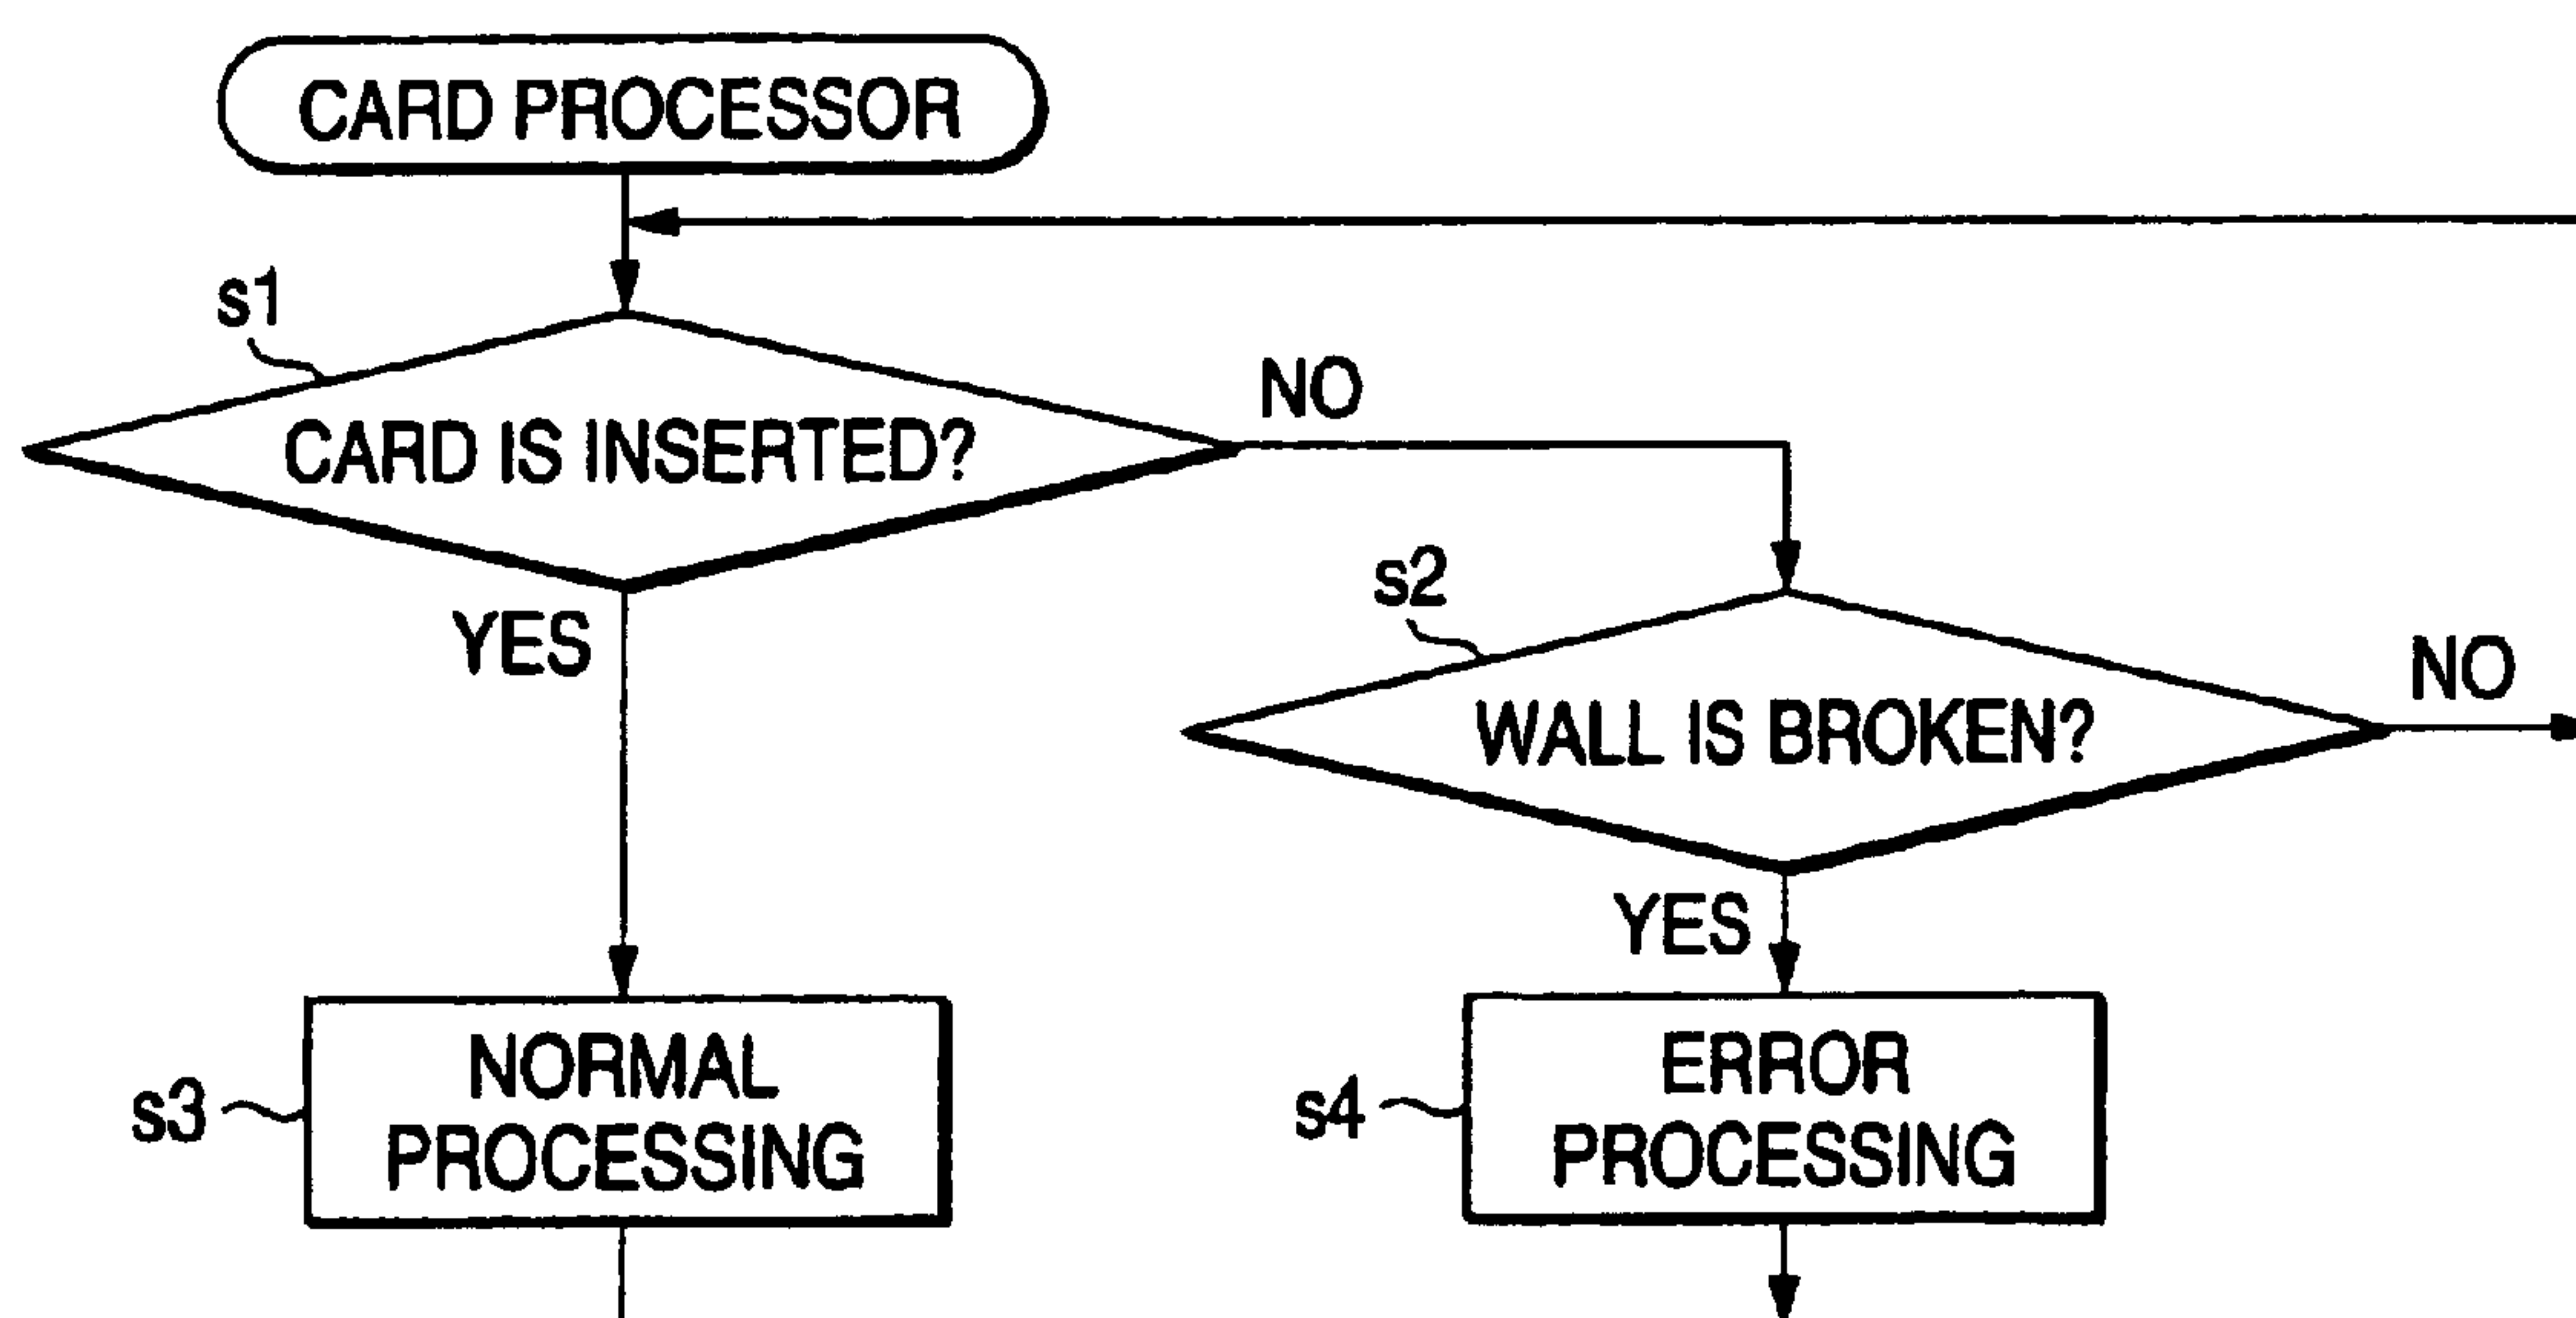 CARD PROCESSOR
s1
CARD IS INSERTED?
NO
YES
s2
WALL IS BROKEN?
NO
YES
s3
NORMAL
PROCESSING
s4
ERROR
PROCESSING